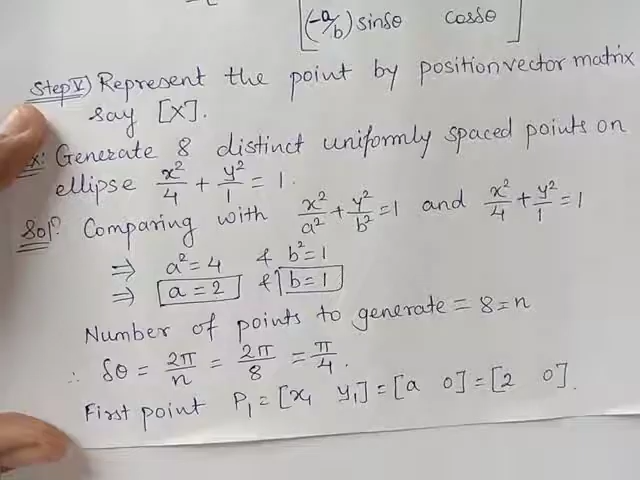 (-a/b) sinδθ cosδθ
Step V) Represent the point by position vector matrix
say [X].
x: Generate 8 distinct uniformly spaced points on
ellipse x²/4 + y²/1 = 1.
Solⁿ: Comparing with x²/a² + y²/b² = 1 and x²/4 + y²/1 = 1
⇒ a² = 4 & b² = 1
⇒ a = 2 & b = 1
Number of points to generate = 8 = n
∴ δθ = 2π/n = 2π/8 = π/4.
First point P₁ = [x₁ y₁] = [a 0] = [2 0].